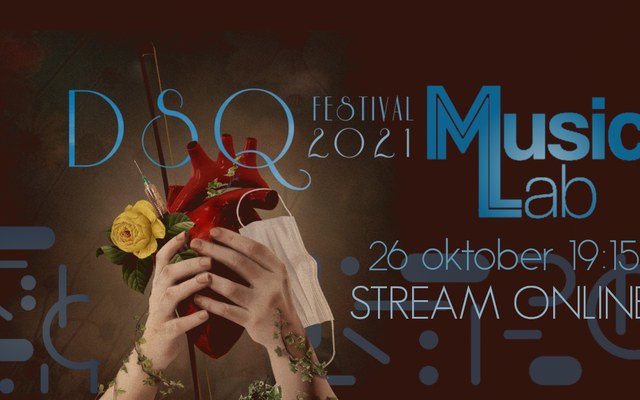 DSQ FESTIVAL
2021
Music
Lab
26 oktober 19:15
STREAM ONLINE